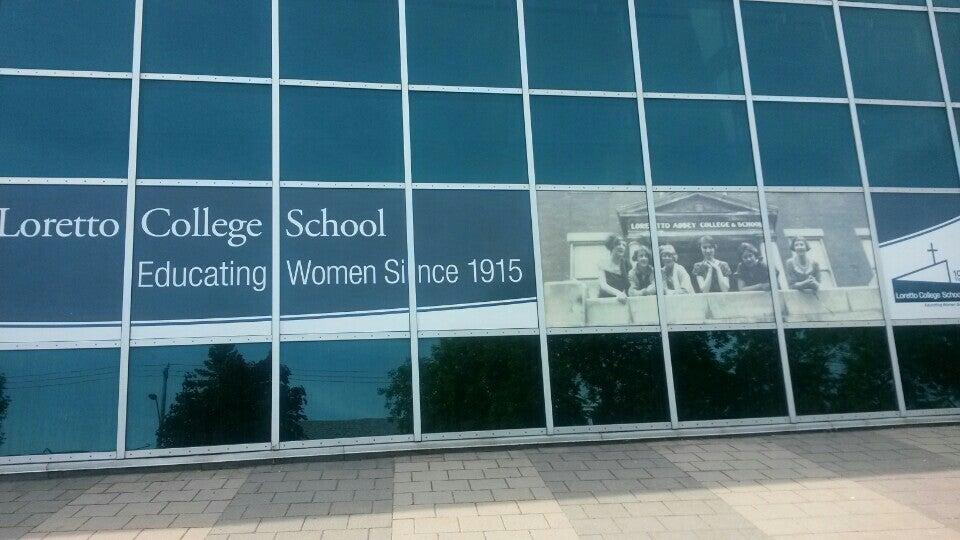 Loretto College School
Educating Women Since 1915
LORETTO ABBEY COLLEGE & SCHOOL
Loretto College School